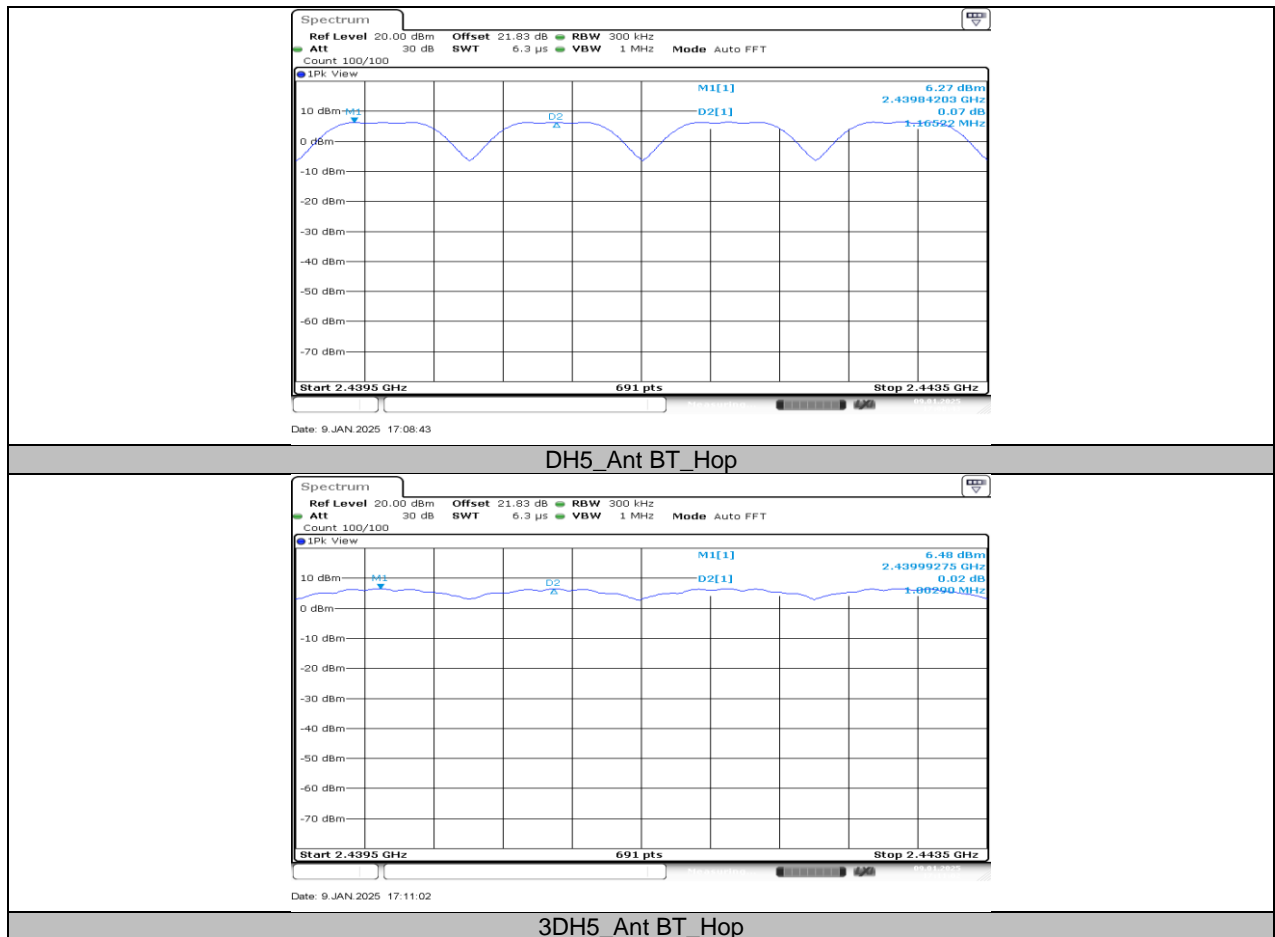 Spectrum
Ref Level 20.00 dBm Offset 21.83 dB RBW 300 kHz
Att 30 dB SWT 6.3 µs VBW 1 MHz Mode Auto FFT
Count 100/100
1Pk View
M1[1] 6.27 dBm
2.43984203 GHz
10 dBm M1 D2 D2[1] 0.07 dB
1.16522 MHz
0 dBm
-10 dBm
-20 dBm
-30 dBm
-40 dBm
-50 dBm
-60 dBm
-70 dBm
Start 2.4395 GHz 691 pts Stop 2.4435 GHz
Date: 9.JAN.2025 17:08:43
DH5_Ant BT_Hop
Spectrum
Ref Level 20.00 dBm Offset 21.83 dB RBW 300 kHz
Att 30 dB SWT 6.3 µs VBW 1 MHz Mode Auto FFT
Count 100/100
1Pk View
M1[1] 6.48 dBm
2.43999275 GHz
10 dBm M1 D2 D2[1] 0.02 dB
1.00290 MHz
0 dBm
-10 dBm
-20 dBm
-30 dBm
-40 dBm
-50 dBm
-60 dBm
-70 dBm
Start 2.4395 GHz 691 pts Stop 2.4435 GHz
Date: 9.JAN.2025 17:11:02
3DH5_Ant BT_Hop